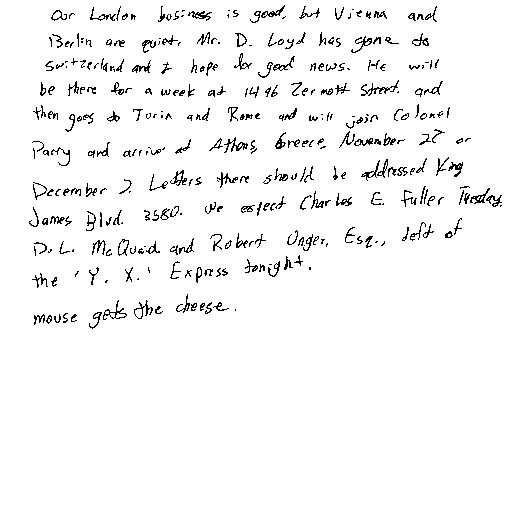 Our London business is good, but Vienna and
Berlin are quiet. Mr. D. Loyd has gone to
Switzerland and I hope for good news. He will
be there for a week at 1496 Zermott Street. and
then goes to Turin and Rome and will join Colonel
Parry and arrive at Athens, Greece, November 27 or
December 2. Letters there should be addressed King
James Blvd. 3580. We expect Charles E. Fuller Tuesday.
D. L. McQuaid and Robert Unger, Esq., left of
the 'Y. X.' Express tonight.
mouse gets the cheese.